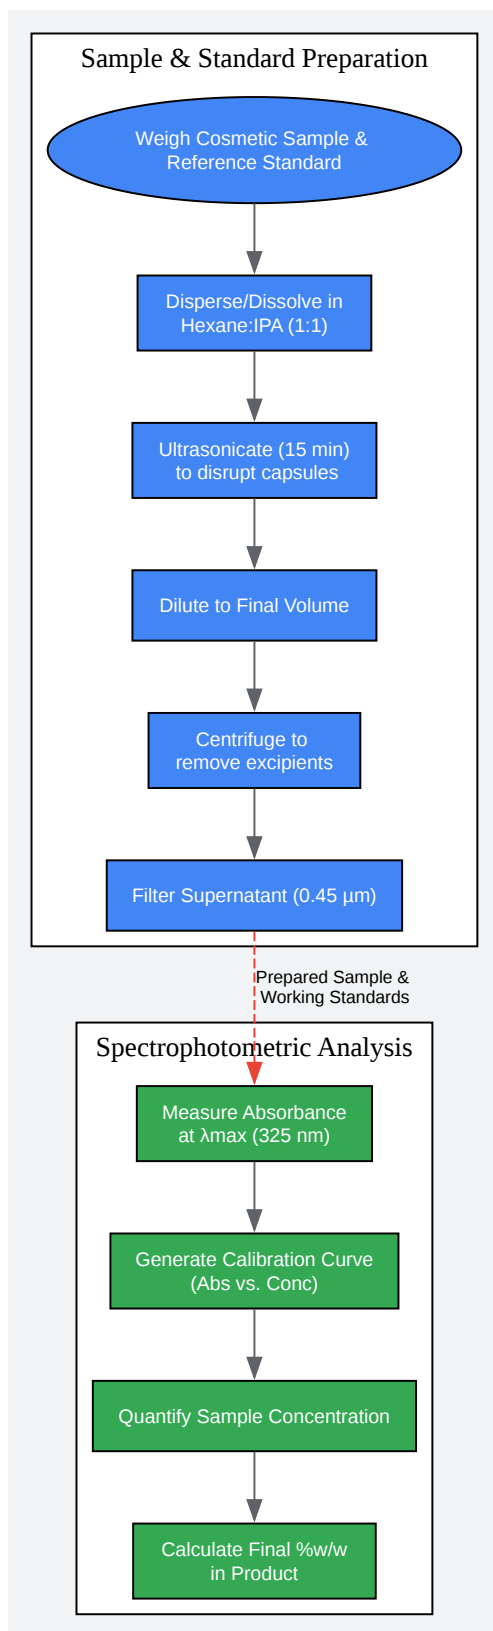 Sample & Standard Preparation
Weigh Cosmetic Sample &
Reference Standard
Disperse/Dissolve in
Hexane:IPA (1:1)
Ultrasonicate (15 min)
to disrupt capsules
Dilute to Final Volume
Centrifuge to
remove excipients
Filter Supernatant (0.45 µm)
Prepared Sample &
Working Standards
Spectrophotometric Analysis
Measure Absorbance
at λmax (325 nm)
Generate Calibration Curve
(Abs vs. Conc)
Quantify Sample Concentration
Calculate Final %w/w
in Product